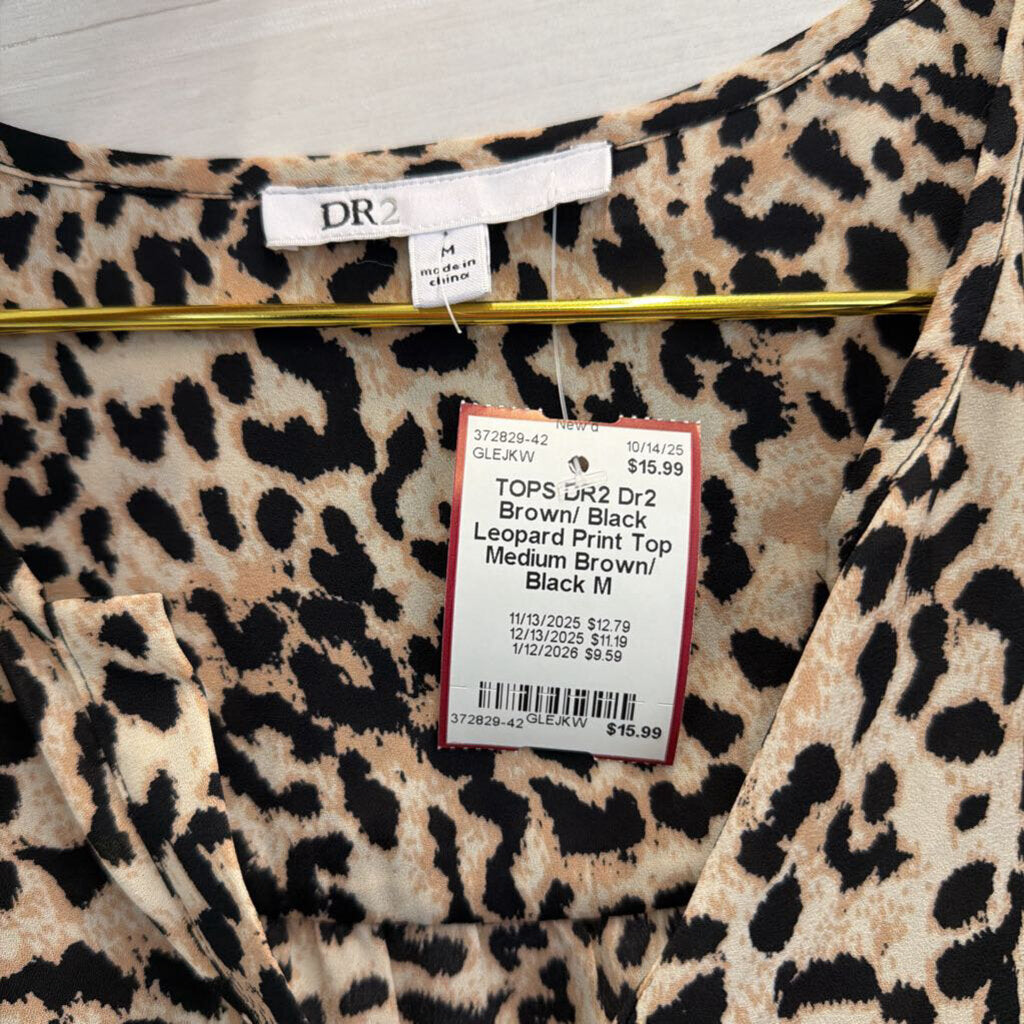 DR2
M
made in
china
372829-42
10/14/25
GLEJKW
$15.99
TOPS DR2 Dr2
Brown/ Black
Leopard Print Top
Medium Brown/
Black M
11/13/2025 $12.79
12/13/2025 $11.19
1/12/2026 $9.59
372829-42 GLEJKW $15.99